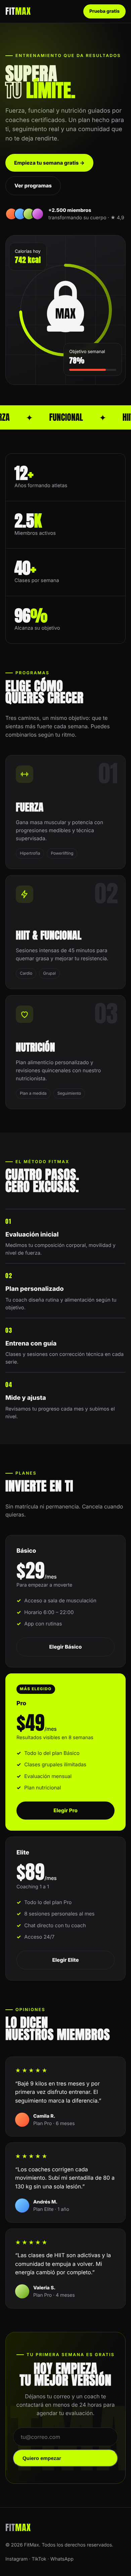 FITMAX
Prueba gratis
ENTRENAMIENTO QUE DA RESULTADOS
SUPERA
TU LÍMITE.
Fuerza, funcional y nutrición guiados por
coaches certificados. Un plan hecho para
ti, seguimiento real y una comunidad que
no te deja rendirte.
Empieza tu semana gratis →
Ver programas
+2.500 miembros
transformando su cuerpo · ★ 4,9
Calorías hoy
742 kcal
MAX
Objetivo semanal
78%
FUNCIONAL
12+
Años formando atletas
2.5K
Miembros activos
40+
Clases por semana
96%
Alcanza su objetivo
PROGRAMAS
ELIGE CÓMO
QUIERES CRECER
Tres caminos, un mismo objetivo: que te
sientas más fuerte cada semana. Puedes
combinarlos según tu ritmo.
01
FUERZA
Gana masa muscular y potencia con
progresiones medibles y técnica
supervisada.
Hipertrofia
Powerlifting
02
HIIT & FUNCIONAL
Sesiones intensas de 45 minutos para
quemar grasa y mejorar tu resistencia.
Cardio
Grupal
03
NUTRICIÓN
Plan alimenticio personalizado y
revisiones quincenales con nuestro
nutricionista.
Plan a medida
Seguimiento
EL MÉTODO FITMAX
CUATRO PASOS.
CERO EXCUSAS.
01
Evaluación inicial
Medimos tu composición corporal, movilidad y
nivel de fuerza.
02
Plan personalizado
Tu coach diseña rutina y alimentación según tu
objetivo.
03
Entrena con guía
Clases y sesiones con corrección técnica en cada
serie.
04
Mide y ajusta
Revisamos tu progreso cada mes y subimos el
nivel.
PLANES
INVIERTE EN TI
Sin matrícula ni permanencia. Cancela cuando
quieras.
Básico
$29/mes
Para empezar a moverte
✓ Acceso a sala de musculación
✓ Horario 6:00 – 22:00
✓ App con rutinas
Elegir Básico
MÁS ELEGIDO
Pro
$49/mes
Resultados visibles en 8 semanas
✓ Todo lo del plan Básico
✓ Clases grupales ilimitadas
✓ Evaluación mensual
✓ Plan nutricional
Elegir Pro
Elite
$89/mes
Coaching 1 a 1
✓ Todo lo del plan Pro
✓ 8 sesiones personales al mes
✓ Chat directo con tu coach
✓ Acceso 24/7
Elegir Elite
OPINIONES
LO DICEN
NUESTROS MIEMBROS
★★★★★
"Bajé 9 kilos en tres meses y por
primera vez disfruto entrenar. El
seguimiento marca la diferencia."
Camila R.
Plan Pro · 8 meses
★★★★★
"Los coaches corrigen cada
movimiento. Subí mi sentadilla de 80 a
130 kg sin una sola lesión."
Andrés M.
Plan Elite · 1 año
★★★★★
"Las clases de HIIT son adictivas y la
comunidad te empuja a volver. Mi
energía cambió por completo."
Valeria S.
Plan Pro · 4 meses
TU PRIMERA SEMANA ES GRATIS
HOY EMPIEZA
TU MEJOR VERSIÓN
Déjanos tu correo y un coach te
contactará en menos de 24 horas para
agendar tu evaluación.
tu@correo.com
Quiero empezar
FITMAX
© 2026 FitMax. Todos los derechos reservados.
Instagram · TikTok · WhatsApp